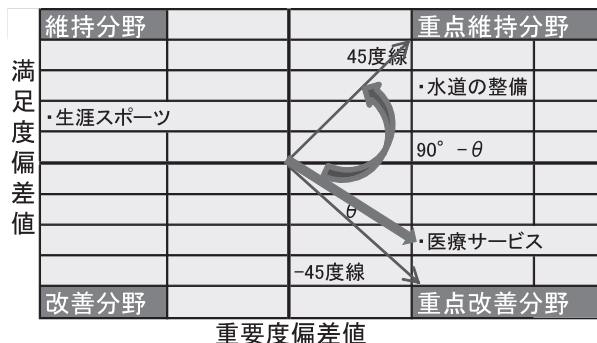 維持分野
重点維持分野
45度線
・水道の整備
・生涯スポーツ
90° -θ
θ
・医療サービス
-45度線
改善分野
重点改善分野
満足度偏差値
重要度偏差値